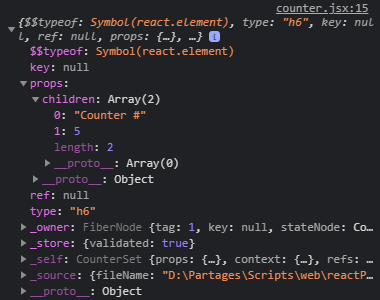 counter.jsx:15
{$$typeof: Symbol(react.element), type: "h6", key: nul
l, ref: null, props: {…}, …} i
$$typeof: Symbol(react.element)
key: null
props:
children: Array(2)
0: "Counter #"
1: 5
length: 2
__proto__: Array(0)
__proto__: Object
ref: null
type: "h6"
_owner: FiberNode {tag: 1, key: null, stateNode: Co
_store: {validated: true}
_self: CounterSet {props: {…}, context: {…}, refs: 
_source: {fileName: "D:\Partages\Scripts\web\reactP
__proto__: Object